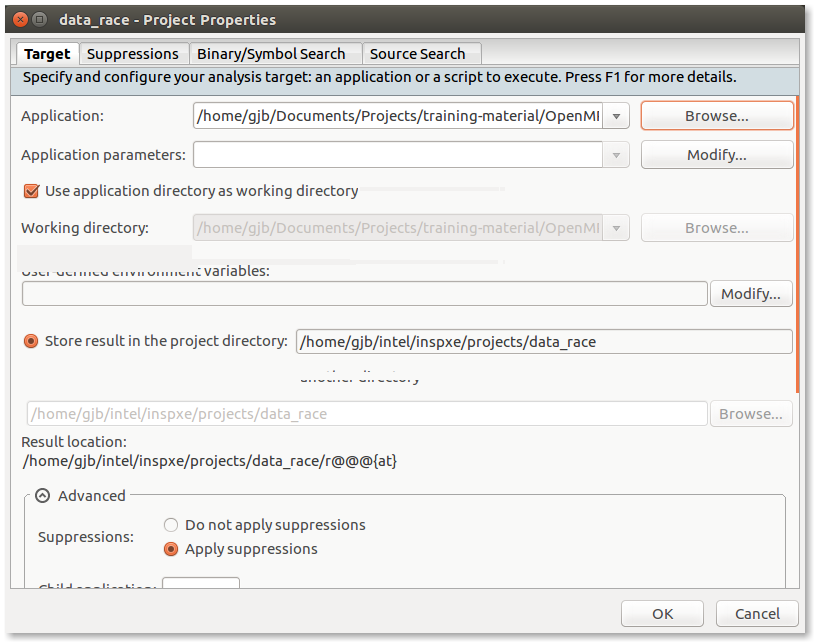 data_race - Project Properties
Target Suppressions Binary/Symbol Search Source Search
Specify and configure your analysis target: an application or a script to execute. Press F1 for more details.
Application: /home/gjb/Documents/Projects/training-material/OpenMI Browse...
Application parameters: Modify...
Use application directory as working directory
Working directory: /home/gjb/Documents/Projects/training-material/OpenMI Browse...
User-defined environment variables:
Modify...
Store result in the project directory: /home/gjb/intel/inspxe/projects/data_race
another directory
/home/gjb/intel/inspxe/projects/data_race Browse...
Result location:
/home/gjb/intel/inspxe/projects/data_race/r@@@{at}
Advanced
Suppressions: Do not apply suppressions
Apply suppressions
Child application:
OK Cancel